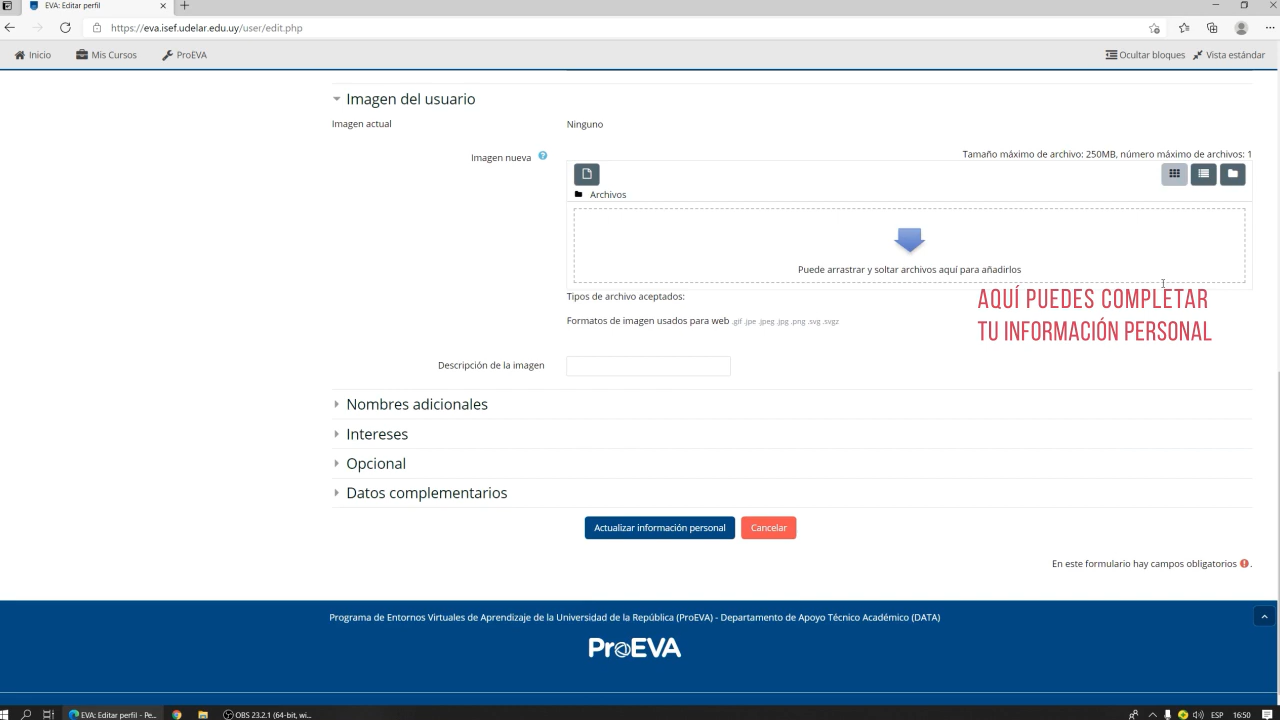 EVA: Editar perfil
https://eva.isef.udelar.edu.uy/user/edit.php
Inicio Mis Cursos ProEVA Ocultar bloques Vista estándar
Imagen del usuario
Imagen actual Ninguno
Imagen nueva Tamaño máximo de archivo: 250MB, número máximo de archivos: 1
Archivos
Puede arrastrar y soltar archivos aquí para añadirlos
Tipos de archivo aceptados:
AQUÍ PUEDES COMPLETAR
Formatos de imagen usados para web .gif .jpe .jpeg .jpg .png .svg .svgz
TU INFORMACIÓN PERSONAL
Descripción de la imagen
Nombres adicionales
Intereses
Opcional
Datos complementarios
Actualizar información personal Cancelar
En este formulario hay campos obligatorios .
Programa de Entornos Virtuales de Aprendizaje de la Universidad de la República (ProEVA) - Departamento de Apoyo Técnico Académico (DATA)
ProEVA
EVA: Editar perfil - Pe... OBS 23.2.1 (64-bit, wi... ESP 16:50